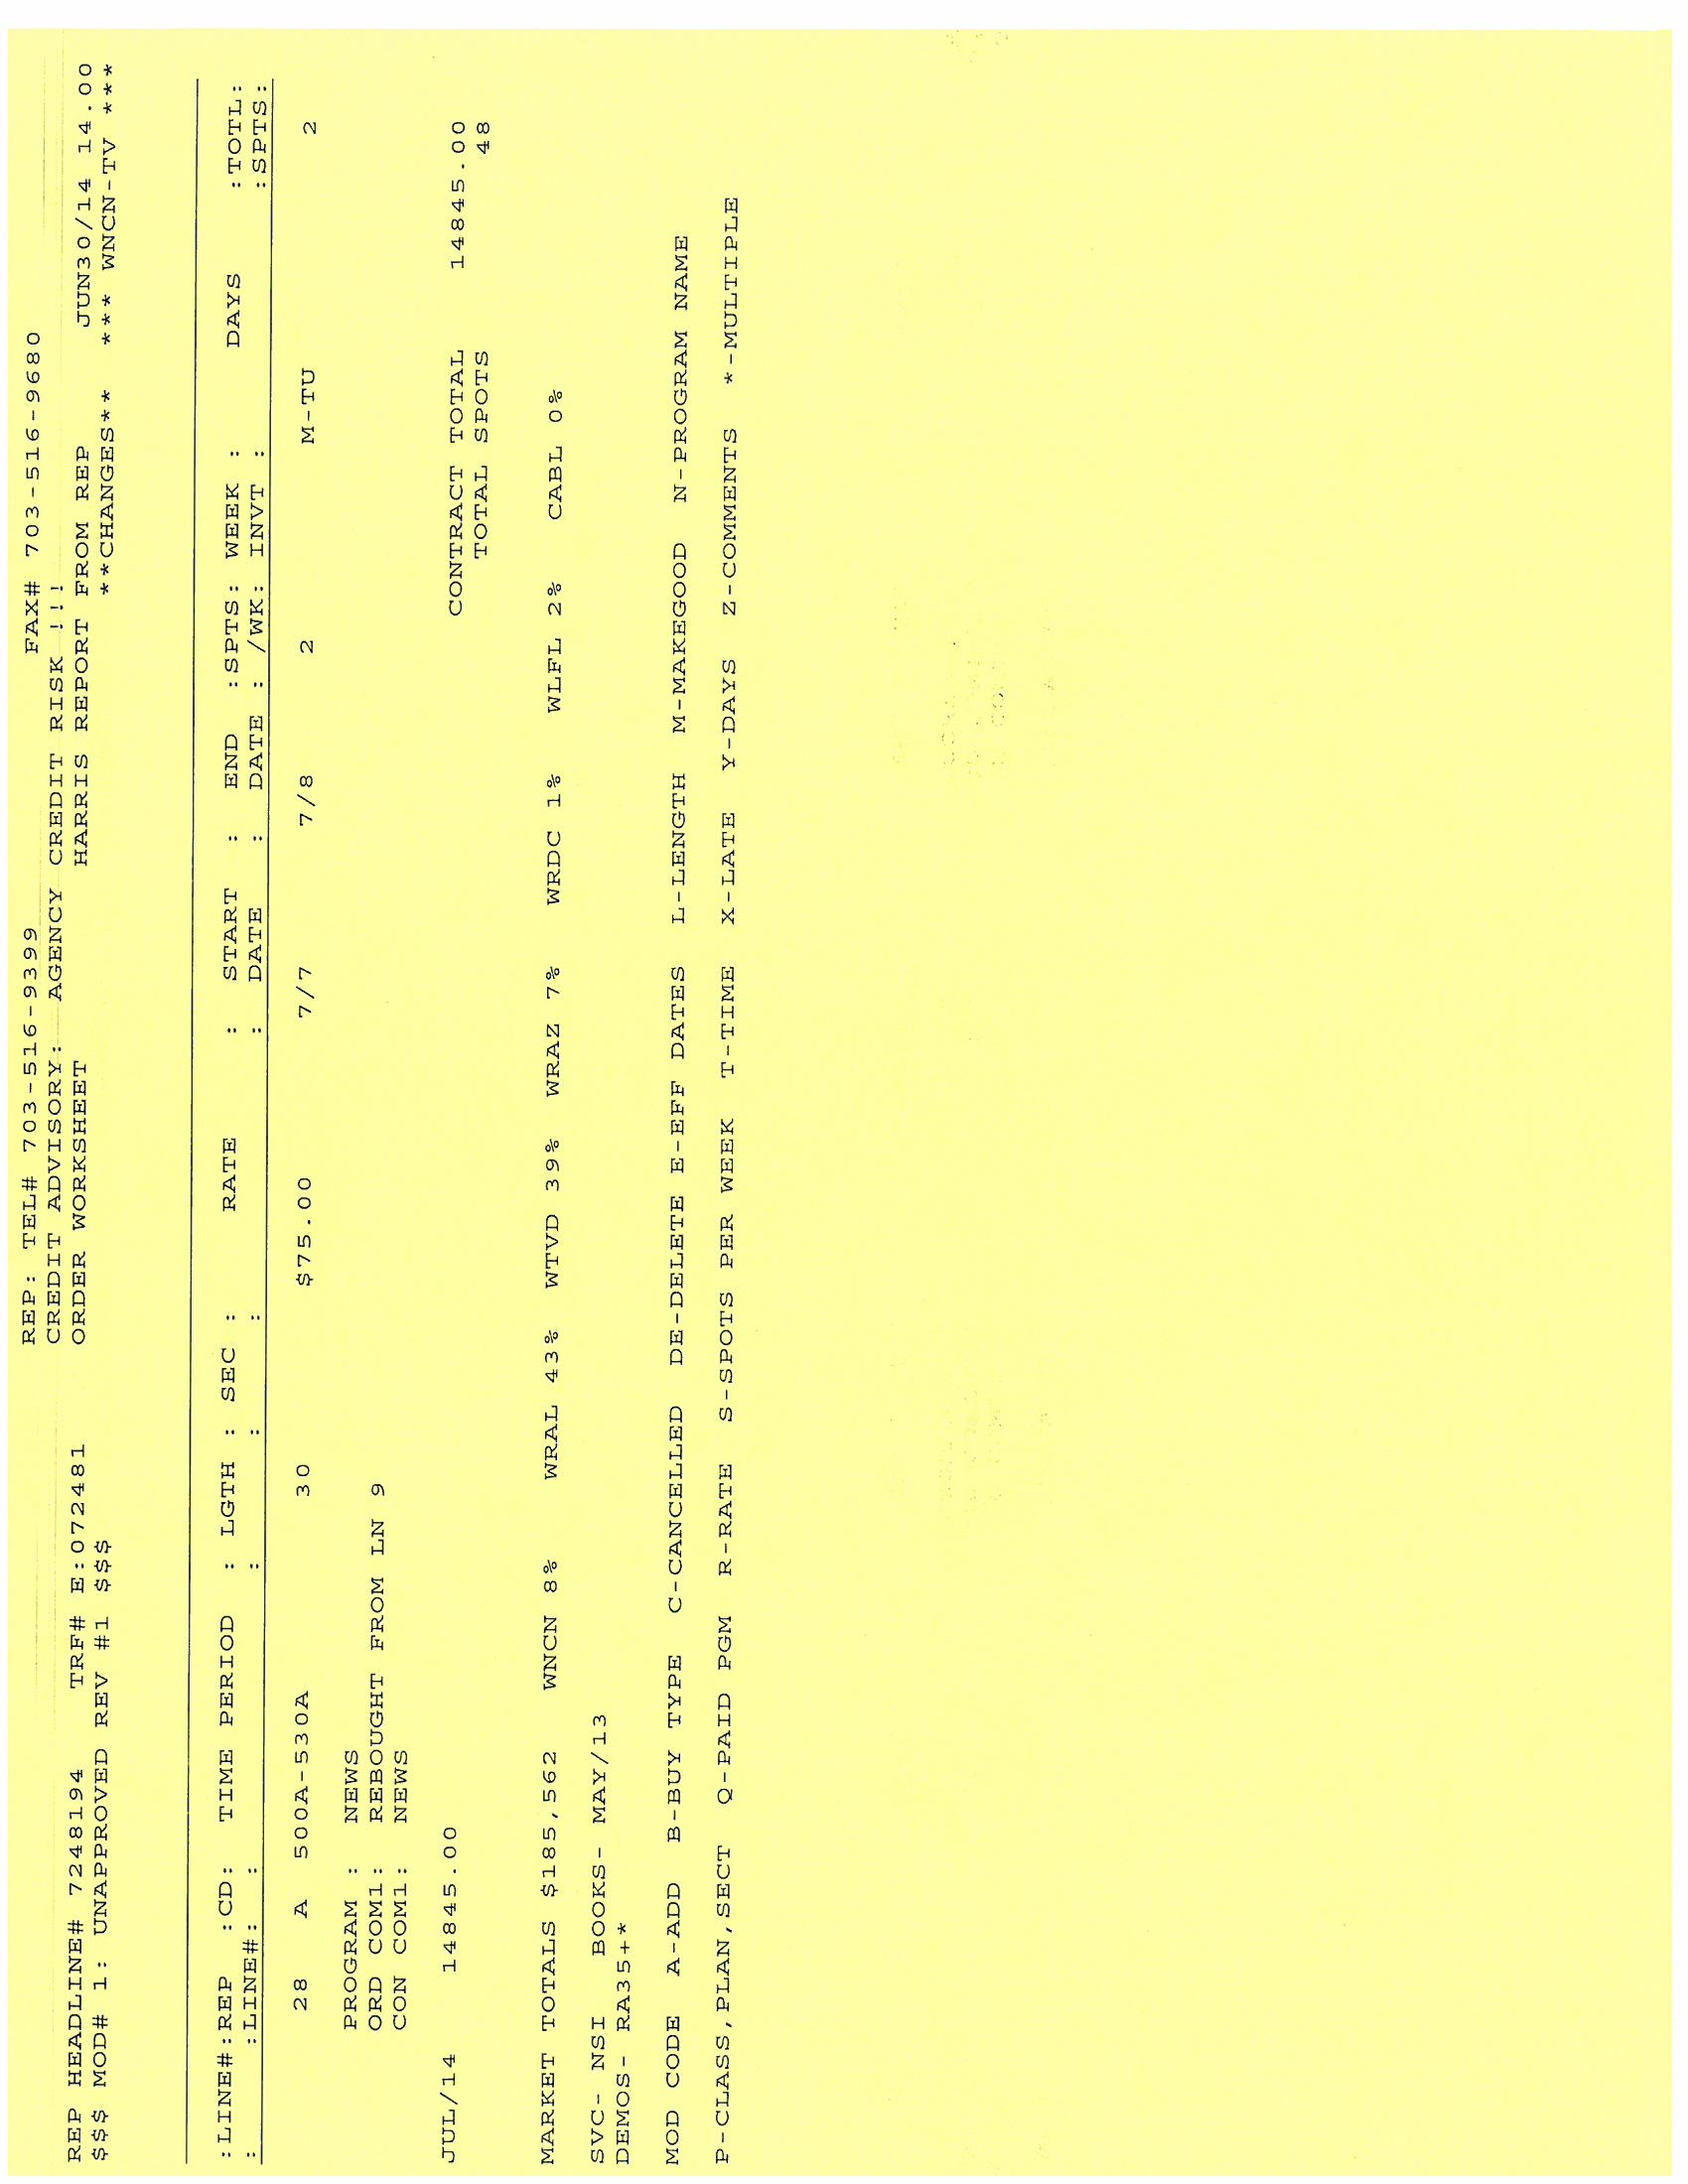 REP: TEL# 703-516-9399 FAX# 703-516-9680
CREDIT ADVISORY: AGENCY CREDIT RISK !!!
REP HEADLINE# 7248194 TRF# E:072481 ORDER WORKSHEET HARRIS REPORT FROM REP JUN30/14 14.00
$$$ MOD# 1: UNAPPROVED REV #1 $$$ **CHANGES** *** WNCN-TV ***
:LINE#:REP :CD: TIME PERIOD : LGTH : SEC : RATE : START : END :SPTS: WEEK : DAYS :TOTL:
: :LINE#: : : : : : DATE : DATE : /WK: INVT : :SPTS:
28 A 500A-530A 30 $75.00 7/7 7/8 2 M-TU 2
PROGRAM : NEWS
ORD COM1: REBOUGHT FROM LN 9
CON COM1: NEWS
JUL/14 14845.00 CONTRACT TOTAL 14845.00
TOTAL SPOTS 48
MARKET TOTALS $185,562 WNCN 8% WRAL 43% WTVD 39% WRAZ 7% WRDC 1% WLFL 2% CABL 0%
SVC- NSI BOOKS- MAY/13
DEMOS- RA35+*
MOD CODE A-ADD B-BUY TYPE C-CANCELLED DE-DELETE E-EFF DATES L-LENGTH M-MAKEGOOD N-PROGRAM NAME
P-CLASS,PLAN,SECT Q-PAID PGM R-RATE S-SPOTS PER WEEK T-TIME X-LATE Y-DAYS Z-COMMENTS *-MULTIPLE